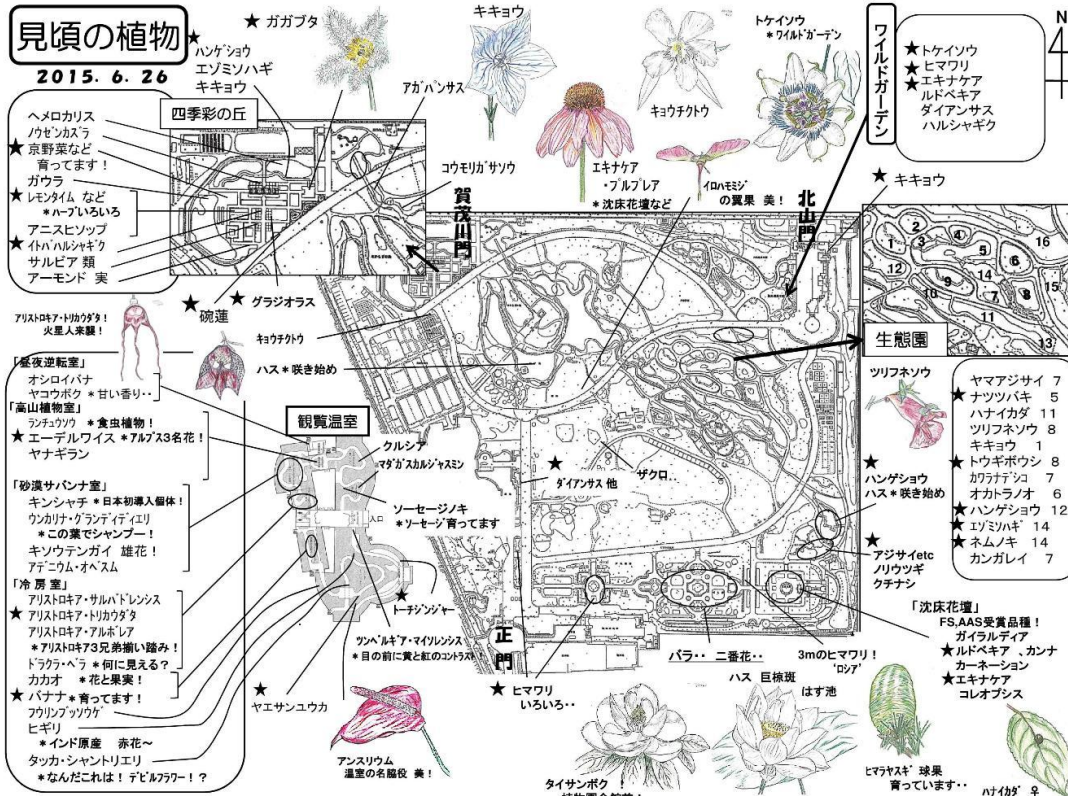 見頃の植物
2015. 6. 26
★ ガガブタ
★
ハンゲショウ
エゾミソハギ
キキョウ
キキョウ
アガパンサス
キョウチクトウ
トケイソウ
＊ワイルドガーデン
エキナケア
・プルプレア
＊沈床花壇など
イロハモミジ
の翼果 美！
コウモリガサソウ
ワイルドガーデン
★トケイソウ
★ヒマワリ
★エキナケア
ルドベキア
ダイアンサス
ハルシャギク
N
四季彩の丘
ヘメロカリス
ノウゼンカズラ
★京野菜など
育ってます！
ガウラ
★レモンタイム など
＊ハーブいろいろ
アニスヒソップ
★イトバハルシャギク
サルビア 類
アーモンド 実
賀茂川門
北山門
★ キキョウ
★ 碗蓮
★ グラジオラス
キョウチクトウ
ハス＊咲き始め
生態園
1
2
3
4
5
6
7
8
9
10
11
12
13
14
15
16
ヤマアジサイ 7
★ナツツバキ 5
ハナイカダ 11
ツリフネソウ 8
キキョウ 1
★トウギボウシ 8
カワラナデシコ 7
オカトラノオ 6
★ハンゲショウ 12
★エゾミソハギ 14
★ネムノキ 14
カンガレイ 7
ツリフネソウ
アリストロキア・トリカウダタ！
火星人来襲！
「昼夜逆転室」
オシロイバナ
ヤコウボク ＊甘い香り・・
「高山植物室」
ランチュウソウ ＊食虫植物！
★エーデルワイス ＊アルプス3名花！
ヤナギラン
「砂漠サバンナ室」
キンシャチ ＊日本初導入個体！
ウンカリナ・グランディディエリ
＊この葉でシャンプー！
キソウテンガイ 雄花！
アデニウム・オベスム
「冷房室」
アリストロキア・サルバドレンシス
★アリストロキア・トリカウダタ
アリストロキア・アルボレア
＊アリストロキア3兄弟揃い踏み！
ドラクラ・ベラ ＊何に見える？
カカオ ＊花と果実！
★バナナ ＊育ってます！
フウリンブッソウゲ
ヒギリ
＊インド原産 赤花～
タッカ・シャントリエリ
＊なんだこれは！ デビルフラワー！？
観覧温室
クルシア
マダガスカルジャスミン
ソーセージノキ
＊ソーセージ育ってます
入口
★
トーチジンジャー
ツンベルギア・マイソレンシス
＊目の前に黄と紅のコントラスト！
★
ヤエサンユウカ
アンスリウム
温室の名脇役 美！
★
ダイアンサス 他
ザクロ・・
★
ハンゲショウ
ハス＊咲き始め
★
アジサイetc
ノリウツギ
クチナシ
正門
★ ヒマワリ
いろいろ・・
バラ・・ 二番花・・
3mのヒマワリ！
‘ロシア’
ハス 巨椋斑
はす池
「沈床花壇」
FS,AAS受賞品種！
ガイラルディア
★ルドベキア 、カンナ
カーネーション
★エキナケア
コレオプシス
タイサンボク ！
ヒマラヤスギ 球果
育っています・・
ハナイカダ ♀